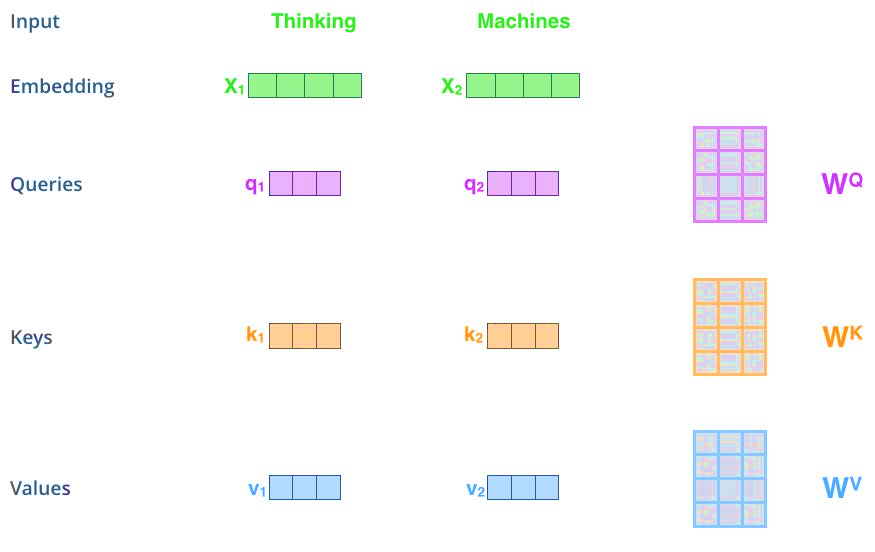 Input Thinking Machines
Embedding X1 X2
Queries q1 q2 WQ
Keys k1 k2 WK
Values v1 v2 WV